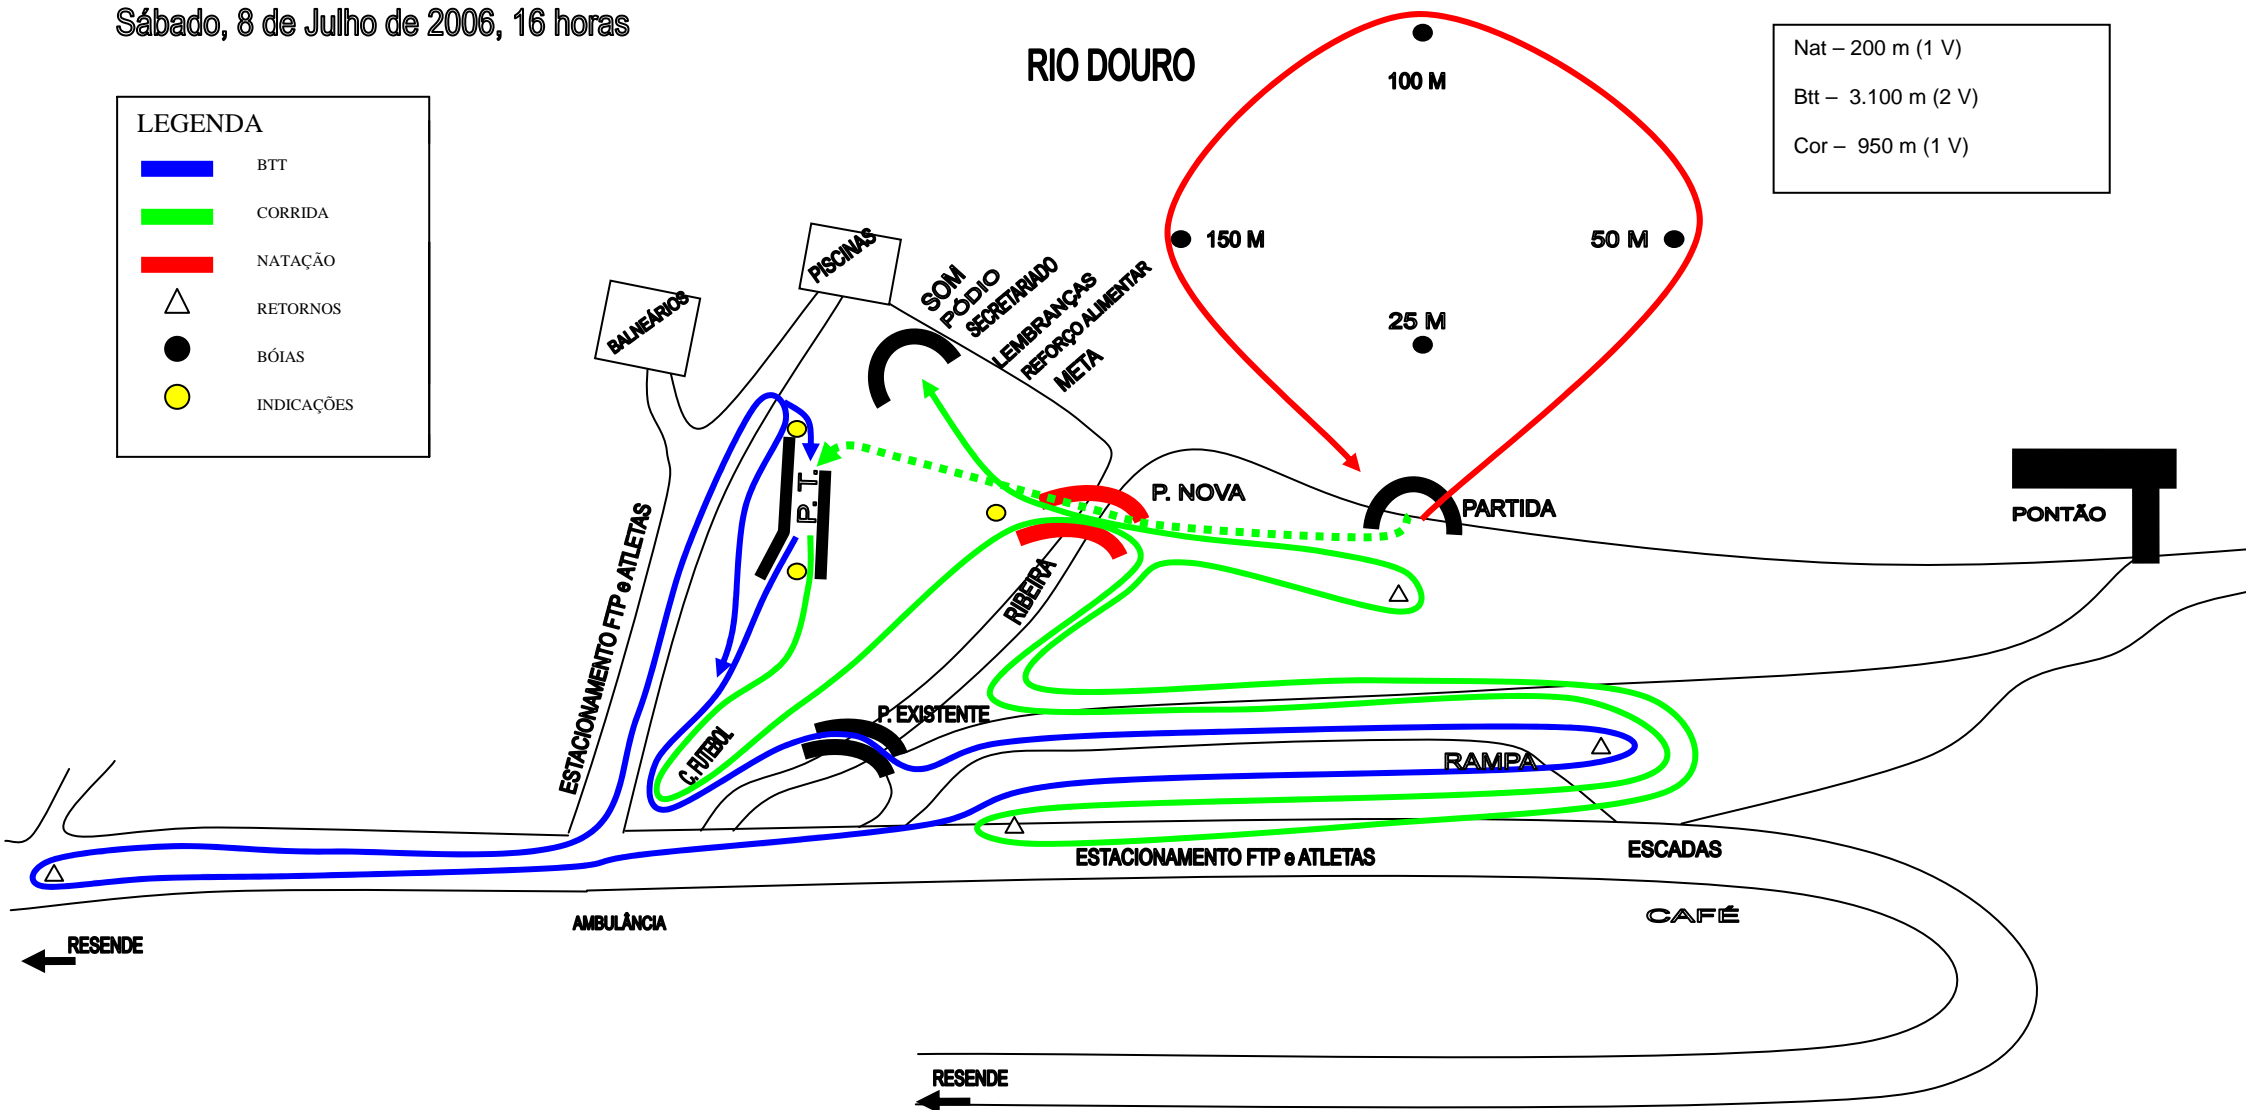 Sábado, 8 de Julho de 2006, 16 horas
RIO DOURO
Nat – 200 m (1 V)
Btt –  3.100 m (2 V)
Cor –  950 m (1 V)
LEGENDA
BTT
CORRIDA
NATAÇÃO
RETORNOS
BÓIAS
INDICAÇÕES
100 M
150 M
50 M
25 M
PISCINAS
BALNEÁRIOS
SOM
PÓDIO
SECRETARIADO
LEMBRANÇAS
REFORÇO ALIMENTAR
META
P. T.
P. NOVA
PARTIDA
PONTÃO
ESTACIONAMENTO FTP e ATLETAS
RIBEIRA
P. EXISTENTE
C. FUTEBOL
RAMPA
ESTACIONAMENTO FTP e ATLETAS
ESCADAS
CAFÉ
AMBULÂNCIA
RESENDE
RESENDE